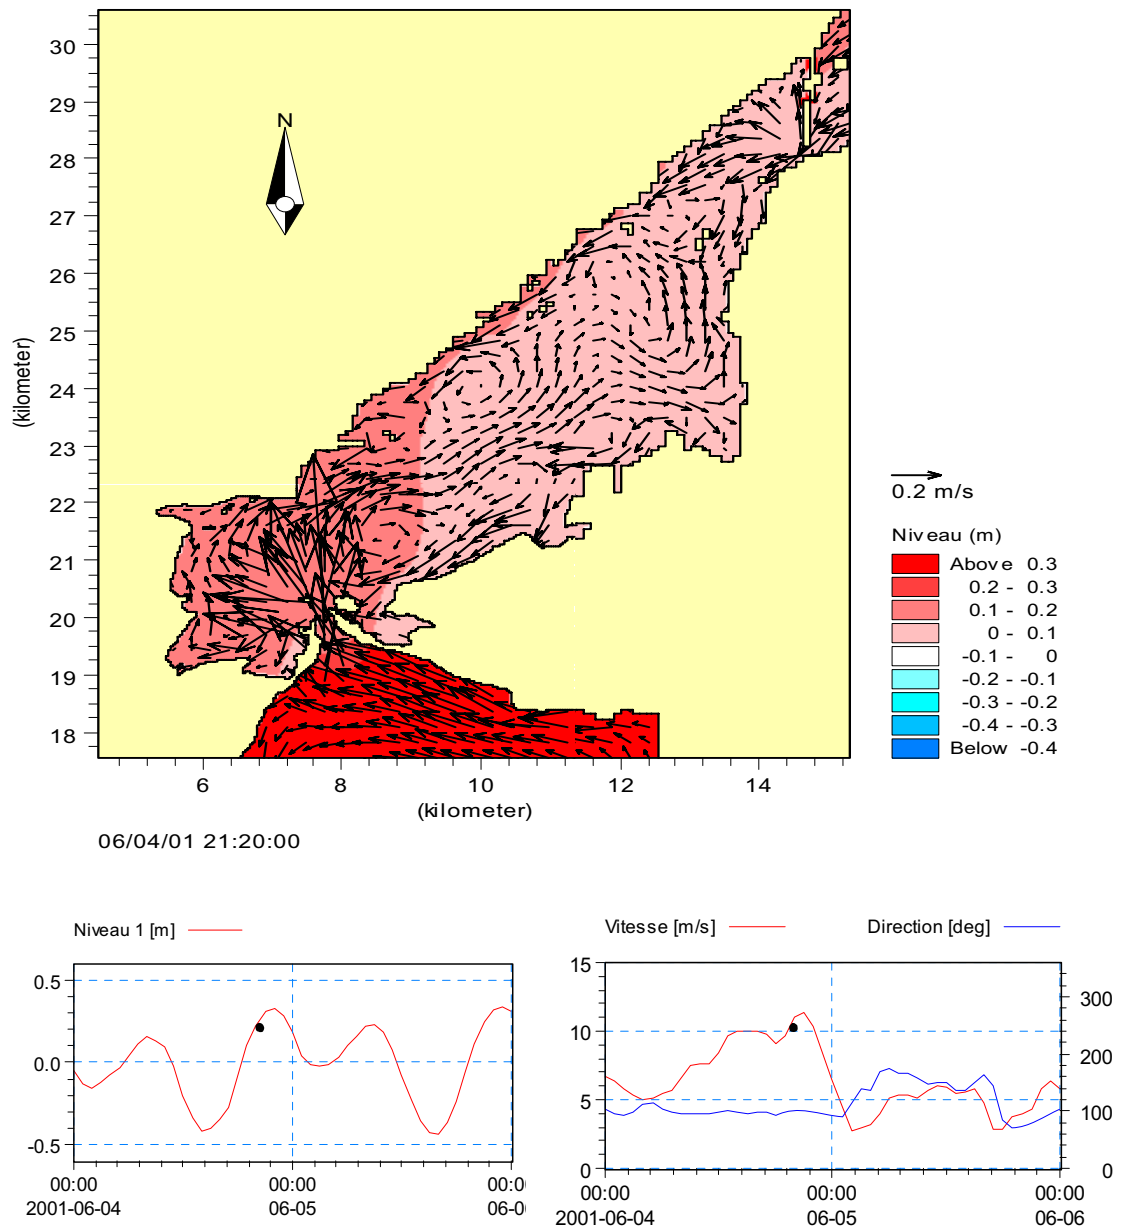 30
29
28
27
26
25
24
23
22
21
20
19
18
(kilometer)
N
6 8 10 12 14
(kilometer)
0.2 m/s
Niveau (m)
Above 0.3
0.2 - 0.3
0.1 - 0.2
0 - 0.1
-0.1 - 0
-0.2 - -0.1
-0.3 - -0.2
-0.4 - -0.3
Below -0.4
06/04/01 21:20:00
Niveau 1 [m]
0.5
0.0
-0.5
00:00 00:00 00:0
2001-06-04 06-05 06-0
Vitesse [m/s] Direction [deg]
15
10
5
0
300
200
100
0
00:00 00:00 00:00
2001-06-04 06-05 06-06